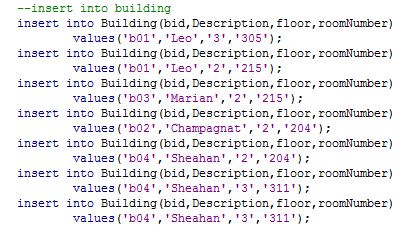 --insert into building
insert into Building(bid,Description,floor,roomNumber)
values('b01','Leo','3','305');
insert into Building(bid,Description,floor,roomNumber)
values('b01','Leo','2','215');
insert into Building(bid,Description,floor,roomNumber)
values('b03','Marian','2','215');
insert into Building(bid,Description,floor,roomNumber)
values('b02','Champagnat','2','204');
insert into Building(bid,Description,floor,roomNumber)
values('b04','Sheahan','2','204');
insert into Building(bid,Description,floor,roomNumber)
values('b04','Sheahan','3','311');
insert into Building(bid,Description,floor,roomNumber)
values('b04','Sheahan','3','311');